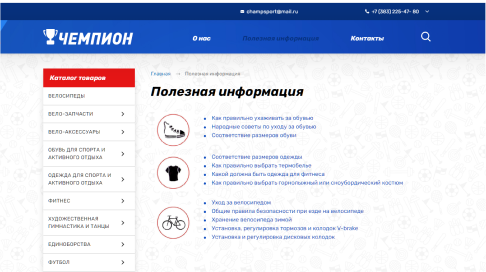 champsport@mail.ru
+7 (383) 225-47- 80
ЧЕМПИОН
О нас
Полезная информация
Контакты
Каталог товаров
ВЕЛОСИПЕДЫ
ВЕЛО-ЗАПЧАСТИ
ВЕЛО-АКСЕССУАРЫ
ОБУВЬ ДЛЯ СПОРТА И
АКТИВНОГО ОТДЫХА
ОДЕЖДА ДЛЯ СПОРТА И
АКТИВНОГО ОТДЫХА
ФИТНЕС
ХУДОЖЕСТВЕННАЯ
ГИМНАСТИКА И ТАНЦЫ
ЕДИНОБОРСТВА
ФУТБОЛ
Главная → Полезная информация
Полезная информация
Как правильно ухаживать за обувью
Народные советы по уходу за обувью
Соответствие размеров обуви
Соответствие размеров одежды
Как правильно выбрать термобелье
Какой должна быть одежда для фитнеса
Как правильно выбрать горнолыжный или сноубордический костюм
Уход за велосипедом
Общие правила безопасности при езде на велосипеде
Хранение велосипеда зимой
Установка, регулировка тормозов и колодок V-brake
Установка и регулировка дисковых колодок